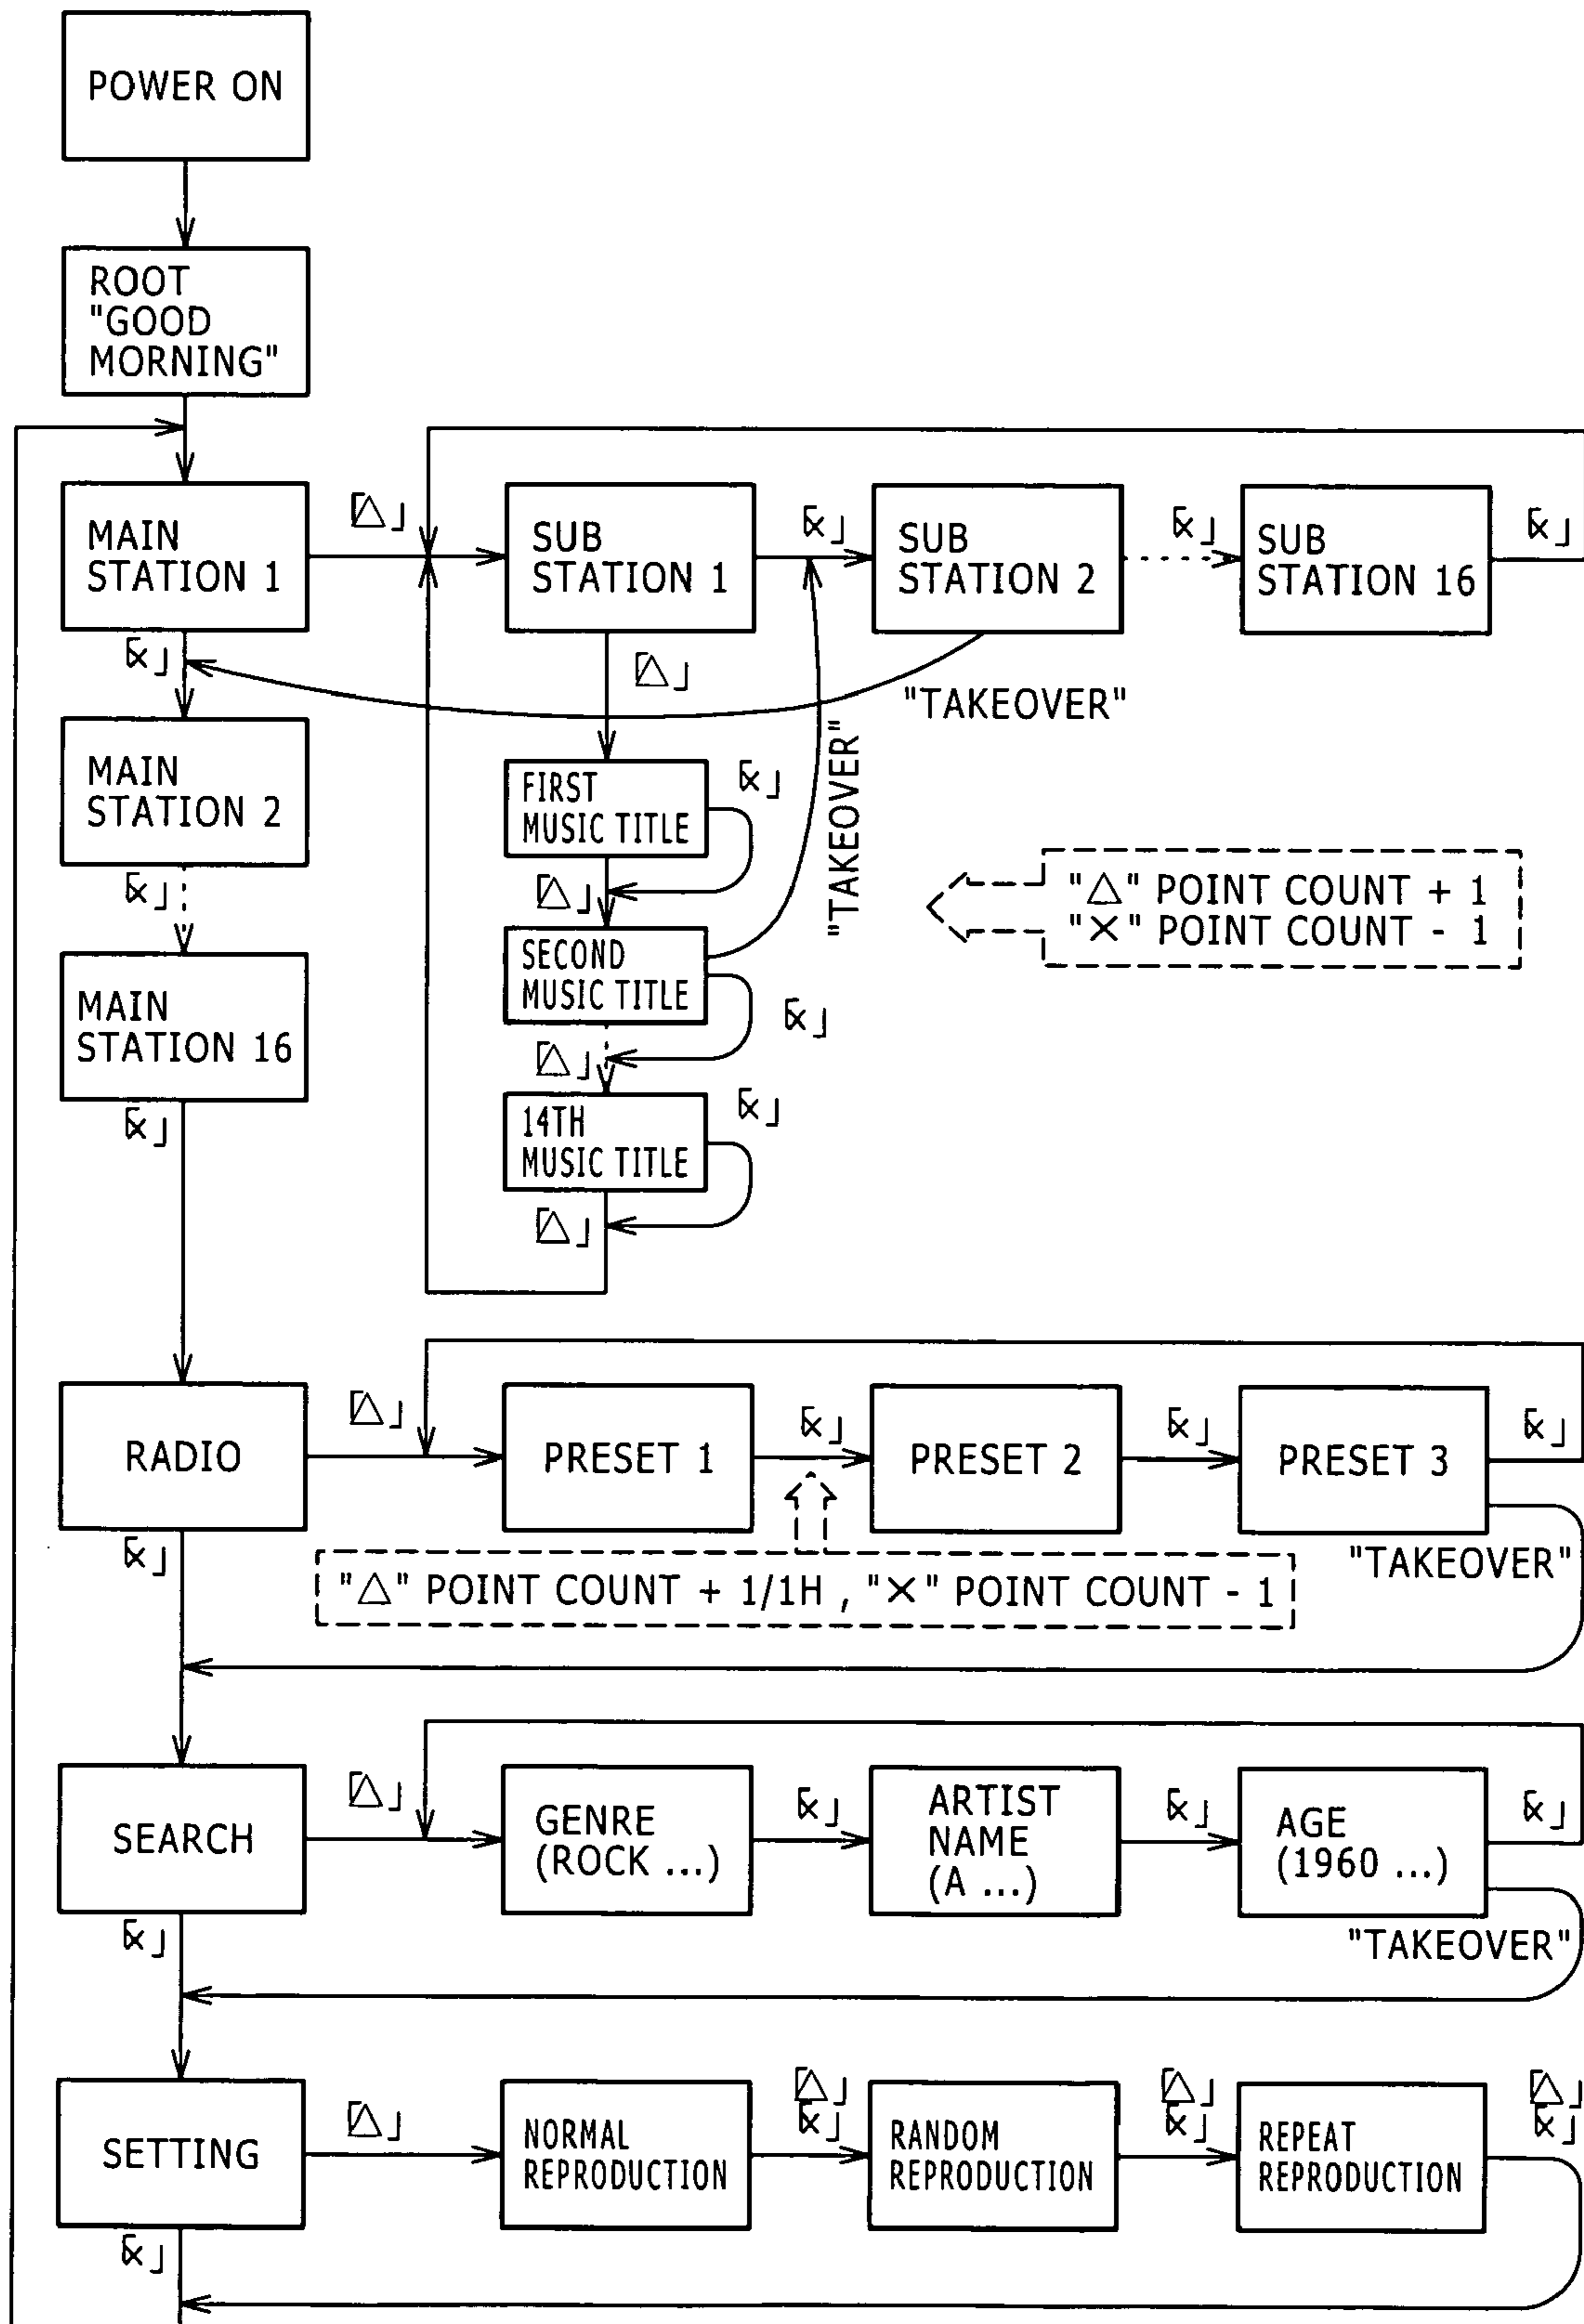 POWER ON
ROOT
"GOOD
MORNING"
MAIN
STATION 1
「△」
SUB
STATION 1
「×」
SUB
STATION 2
「×」
SUB
STATION 16
「×」
「×」
「△」
"TAKEOVER"
"TAKEOVER"
MAIN
STATION 2
「×」
FIRST
MUSIC TITLE
「×」
「△」
"△" POINT COUNT + 1
"×" POINT COUNT - 1
SECOND
MUSIC TITLE
「×」
「△」
MAIN
STATION 16
「×」
14TH
MUSIC TITLE
「×」
「△」
RADIO
「△」
PRESET 1
「×」
PRESET 2
「×」
PRESET 3
「×」
「×」
"TAKEOVER"
"△" POINT COUNT + 1/1H , "×" POINT COUNT - 1
SEARCH
「△」
GENRE
(ROCK ...)
「×」
ARTIST
NAME
(A ...)
「×」
AGE
(1960 ...)
「×」
「×」
"TAKEOVER"
SETTING
「△」
NORMAL
REPRODUCTION
「△」
「×」
RANDOM
REPRODUCTION
「△」
「×」
REPEAT
REPRODUCTION
「△」
「×」
「×」